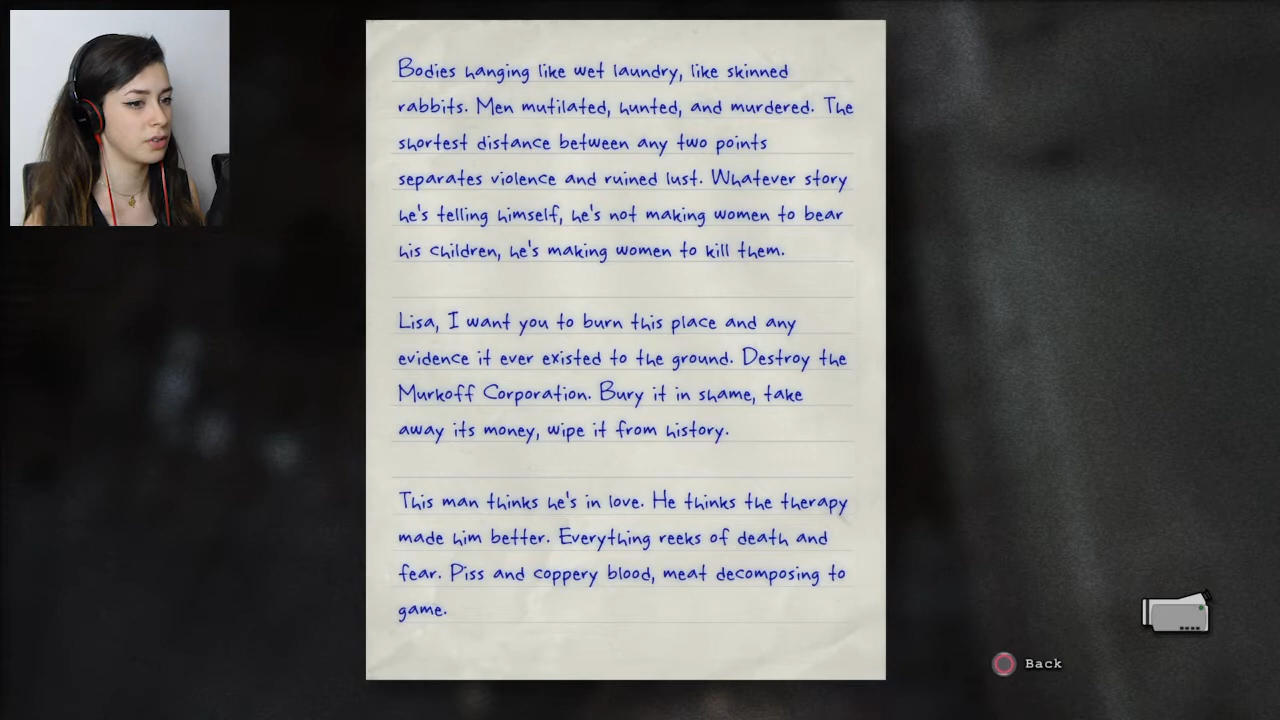 Bodies hanging like wet laundry, like skinned
rabbits. Men mutilated, hunted, and murdered. The
shortest distance between any two points
separates violence and ruined lust. Whatever story
he's telling himself, he's not making women to bear
his children, he's making women to kill them.
Lisa, I want you to burn this place and any
evidence it ever existed to the ground. Destroy the
Murkoff Corporation. Bury it in shame, take
away its money, wipe it from history.
This man thinks he's in love. He thinks the therapy
made him better. Everything reeks of death and
fear. Piss and coppery blood, meat decomposing to
game.
Back